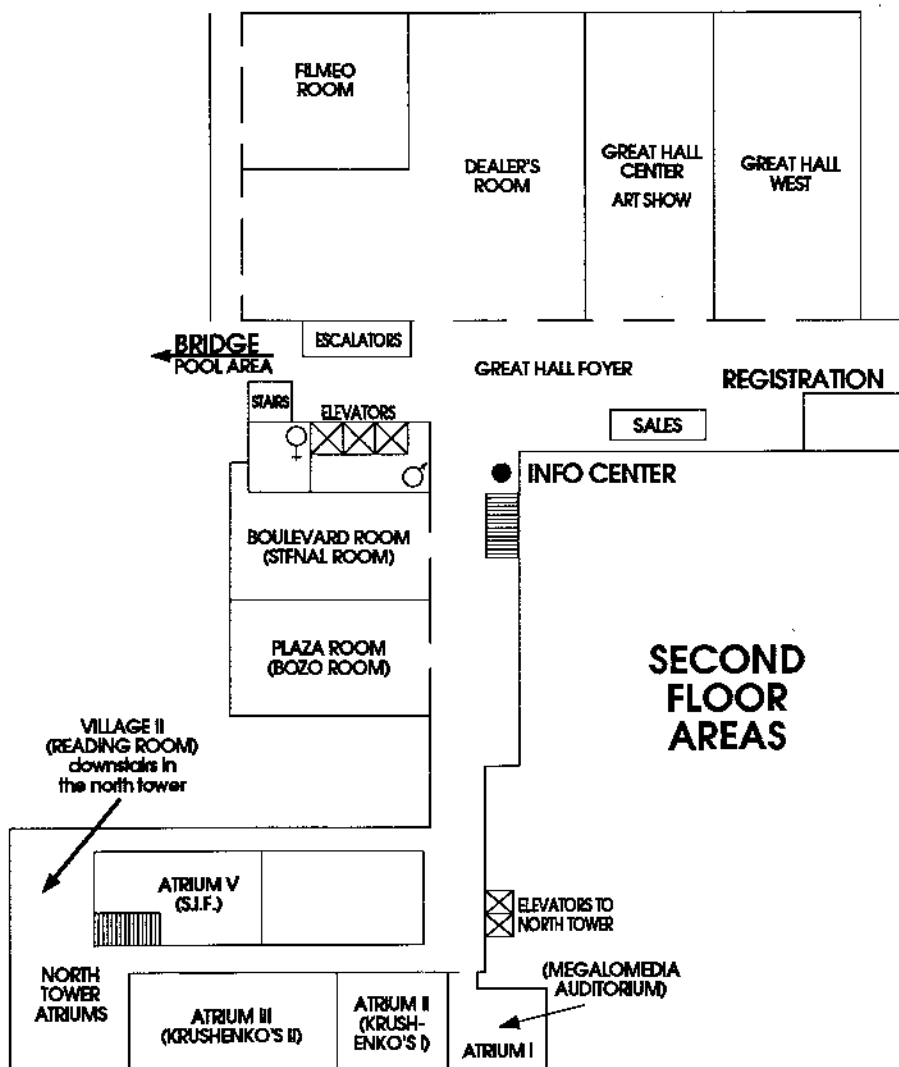 FILMEO
ROOM
DEALER'S
ROOM
GREAT HALL
CENTER
ART SHOW
GREAT HALL
WEST
ESCALATORS
BRIDGE
POOL AREA
GREAT HALL FOYER
REGISTRATION
STAIRS
ELEVATORS
SALES
INFO CENTER
BOULEVARD ROOM
(STFNAL ROOM)
PLAZA ROOM
(BOZO ROOM)
SECOND
FLOOR
AREAS
VILLAGE II
(READING ROOM)
downstairs in
the north tower
ATRIUM V
(S.I.F.)
ELEVATORS TO
NORTH TOWER
NORTH
TOWER
ATRIUMS
ATRIUM III
(KRUSHENKO'S II)
ATRIUM II
(KRUSH-
ENKO'S I)
(MEGALOMEDIA
AUDITORIUM)
ATRIUM I